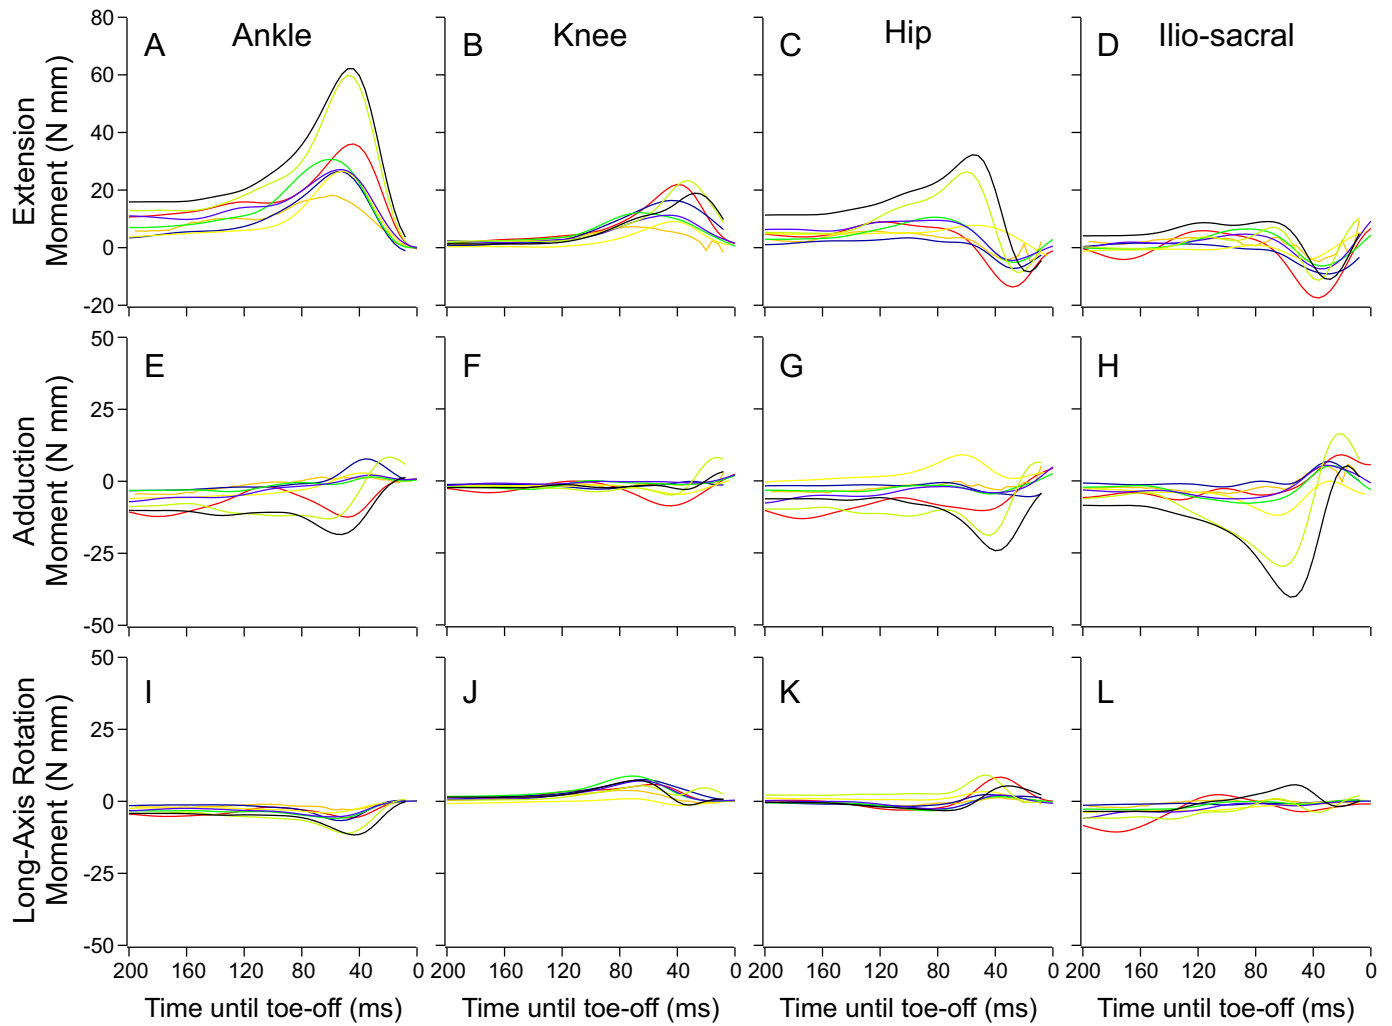 A Ankle B Knee C Hip D Ilio-sacral
Extension
Moment (N mm)
80
60
40
20
0
-20
E F G H
Adduction
Moment (N mm)
50
25
0
-25
-50
I J K L
Long-Axis Rotation
Moment (N mm)
50
25
0
-25
-50
200 160 120 80 40 0 200 160 120 80 40 0 200 160 120 80 40 0 200 160 120 80 40 0
Time until toe-off (ms) Time until toe-off (ms) Time until toe-off (ms) Time until toe-off (ms)